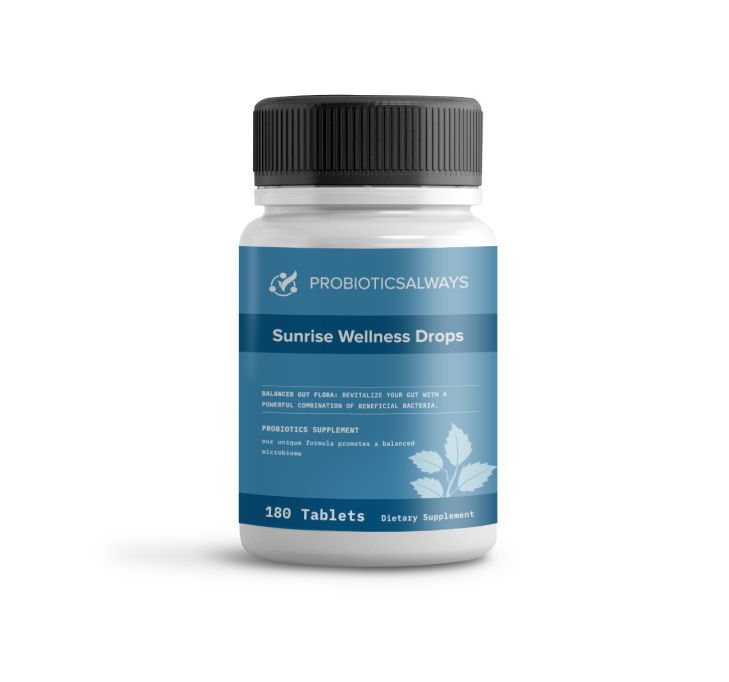 PROBIOTICSALWAYS
Sunrise Wellness Drops
BALANCED GUT FLORA: REVITALIZE YOUR GUT WITH A
POWERFUL COMBINATION OF BENEFICIAL BACTERIA.
PROBIOTICS SUPPLEMENT
our unique formula promotes a balanced
microbiome
180 Tablets Dietary Supplement